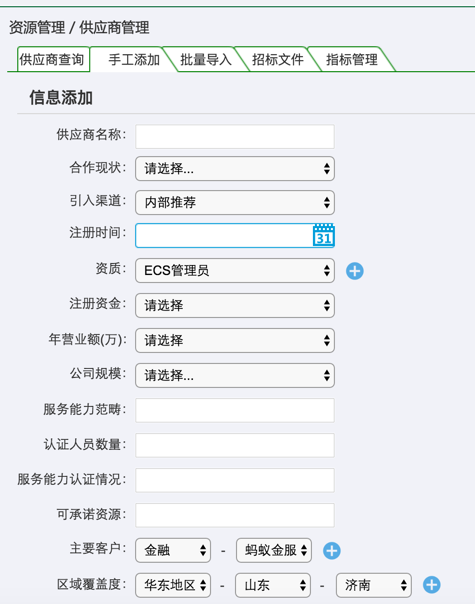 资源管理 / 供应商管理
供应商查询 手工添加 批量导入 招标文件 指标管理
信息添加
供应商名称:
合作现状: 请选择...
引入渠道: 内部推荐
注册时间: 31
资质: ECS管理员
注册资金: 请选择
年营业额(万): 请选择
公司规模: 请选择...
服务能力范畴:
认证人员数量:
服务能力认证情况:
可承诺资源:
主要客户: 金融 - 蚂蚁金服
区域覆盖度: 华东地区 - 山东 - 济南